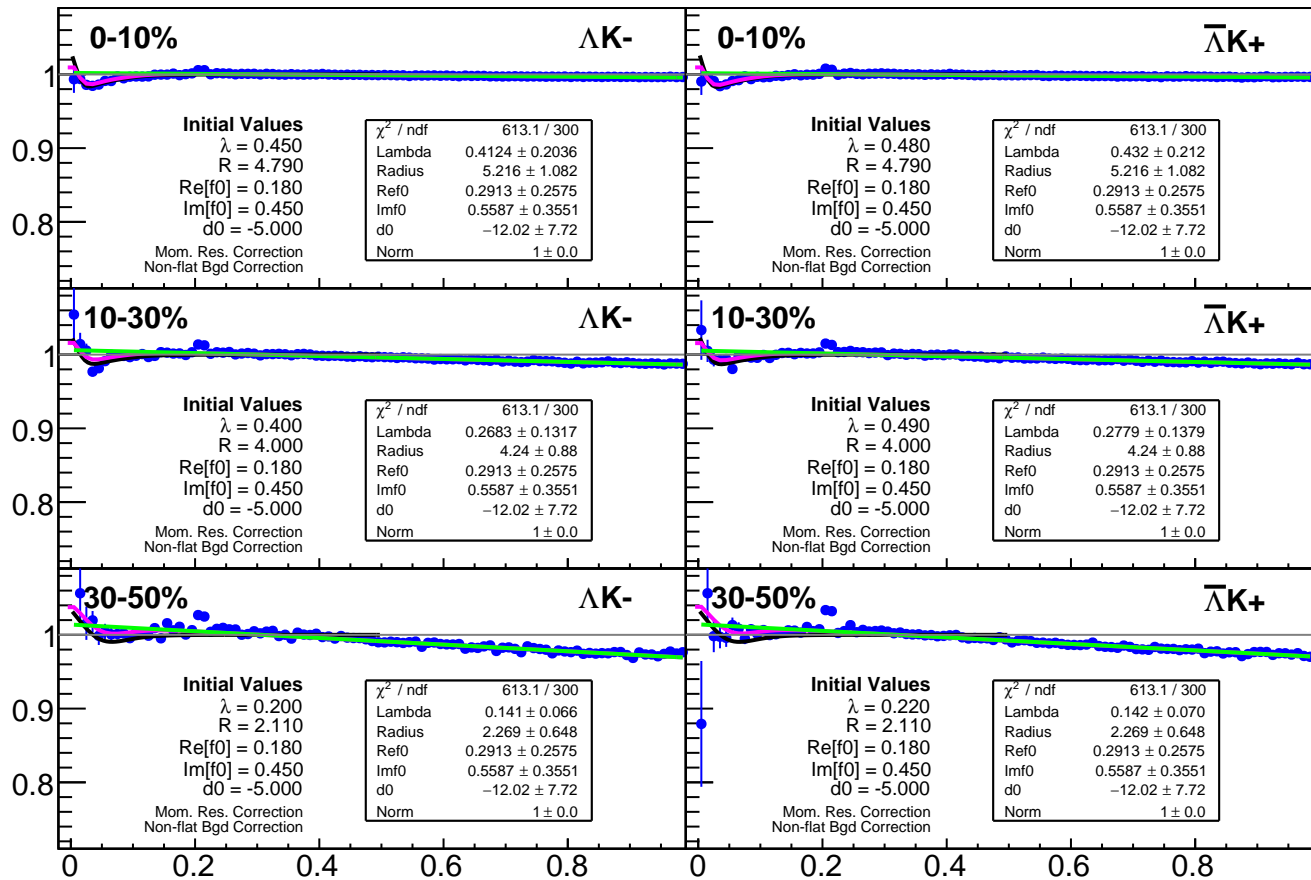 0-10%
ΛK-
1
0.9
0.8
Initial Values
λ = 0.450
R = 4.790
Re[f0] = 0.180
Im[f0] = 0.450
d0 = -5.000
Mom. Res. Correction
Non-flat Bgd Correction
χ² / ndf 613.1 / 300
Lambda 0.4124 ± 0.2036
Radius 5.216 ± 1.082
Ref0 0.2913 ± 0.2575
Imf0 0.5587 ± 0.3551
d0 −12.02 ± 7.72
Norm 1 ± 0.0
0-10%
Λ̅K+
Initial Values
λ = 0.480
R = 4.790
Re[f0] = 0.180
Im[f0] = 0.450
d0 = -5.000
Mom. Res. Correction
Non-flat Bgd Correction
χ² / ndf 613.1 / 300
Lambda 0.432 ± 0.212
Radius 5.216 ± 1.082
Ref0 0.2913 ± 0.2575
Imf0 0.5587 ± 0.3551
d0 −12.02 ± 7.72
Norm 1 ± 0.0
10-30%
ΛK-
1
0.9
0.8
Initial Values
λ = 0.400
R = 4.000
Re[f0] = 0.180
Im[f0] = 0.450
d0 = -5.000
Mom. Res. Correction
Non-flat Bgd Correction
χ² / ndf 613.1 / 300
Lambda 0.2683 ± 0.1317
Radius 4.24 ± 0.88
Ref0 0.2913 ± 0.2575
Imf0 0.5587 ± 0.3551
d0 −12.02 ± 7.72
Norm 1 ± 0.0
10-30%
Λ̅K+
Initial Values
λ = 0.490
R = 4.000
Re[f0] = 0.180
Im[f0] = 0.450
d0 = -5.000
Mom. Res. Correction
Non-flat Bgd Correction
χ² / ndf 613.1 / 300
Lambda 0.2779 ± 0.1379
Radius 4.24 ± 0.88
Ref0 0.2913 ± 0.2575
Imf0 0.5587 ± 0.3551
d0 −12.02 ± 7.72
Norm 1 ± 0.0
30-50%
ΛK-
1
0.9
0.8
Initial Values
λ = 0.200
R = 2.110
Re[f0] = 0.180
Im[f0] = 0.450
d0 = -5.000
Mom. Res. Correction
Non-flat Bgd Correction
χ² / ndf 613.1 / 300
Lambda 0.141 ± 0.066
Radius 2.269 ± 0.648
Ref0 0.2913 ± 0.2575
Imf0 0.5587 ± 0.3551
d0 −12.02 ± 7.72
Norm 1 ± 0.0
30-50%
Λ̅K+
Initial Values
λ = 0.220
R = 2.110
Re[f0] = 0.180
Im[f0] = 0.450
d0 = -5.000
Mom. Res. Correction
Non-flat Bgd Correction
χ² / ndf 613.1 / 300
Lambda 0.142 ± 0.070
Radius 2.269 ± 0.648
Ref0 0.2913 ± 0.2575
Imf0 0.5587 ± 0.3551
d0 −12.02 ± 7.72
Norm 1 ± 0.0
0 0.2 0.4 0.6 0.8 0 0.2 0.4 0.6 0.8